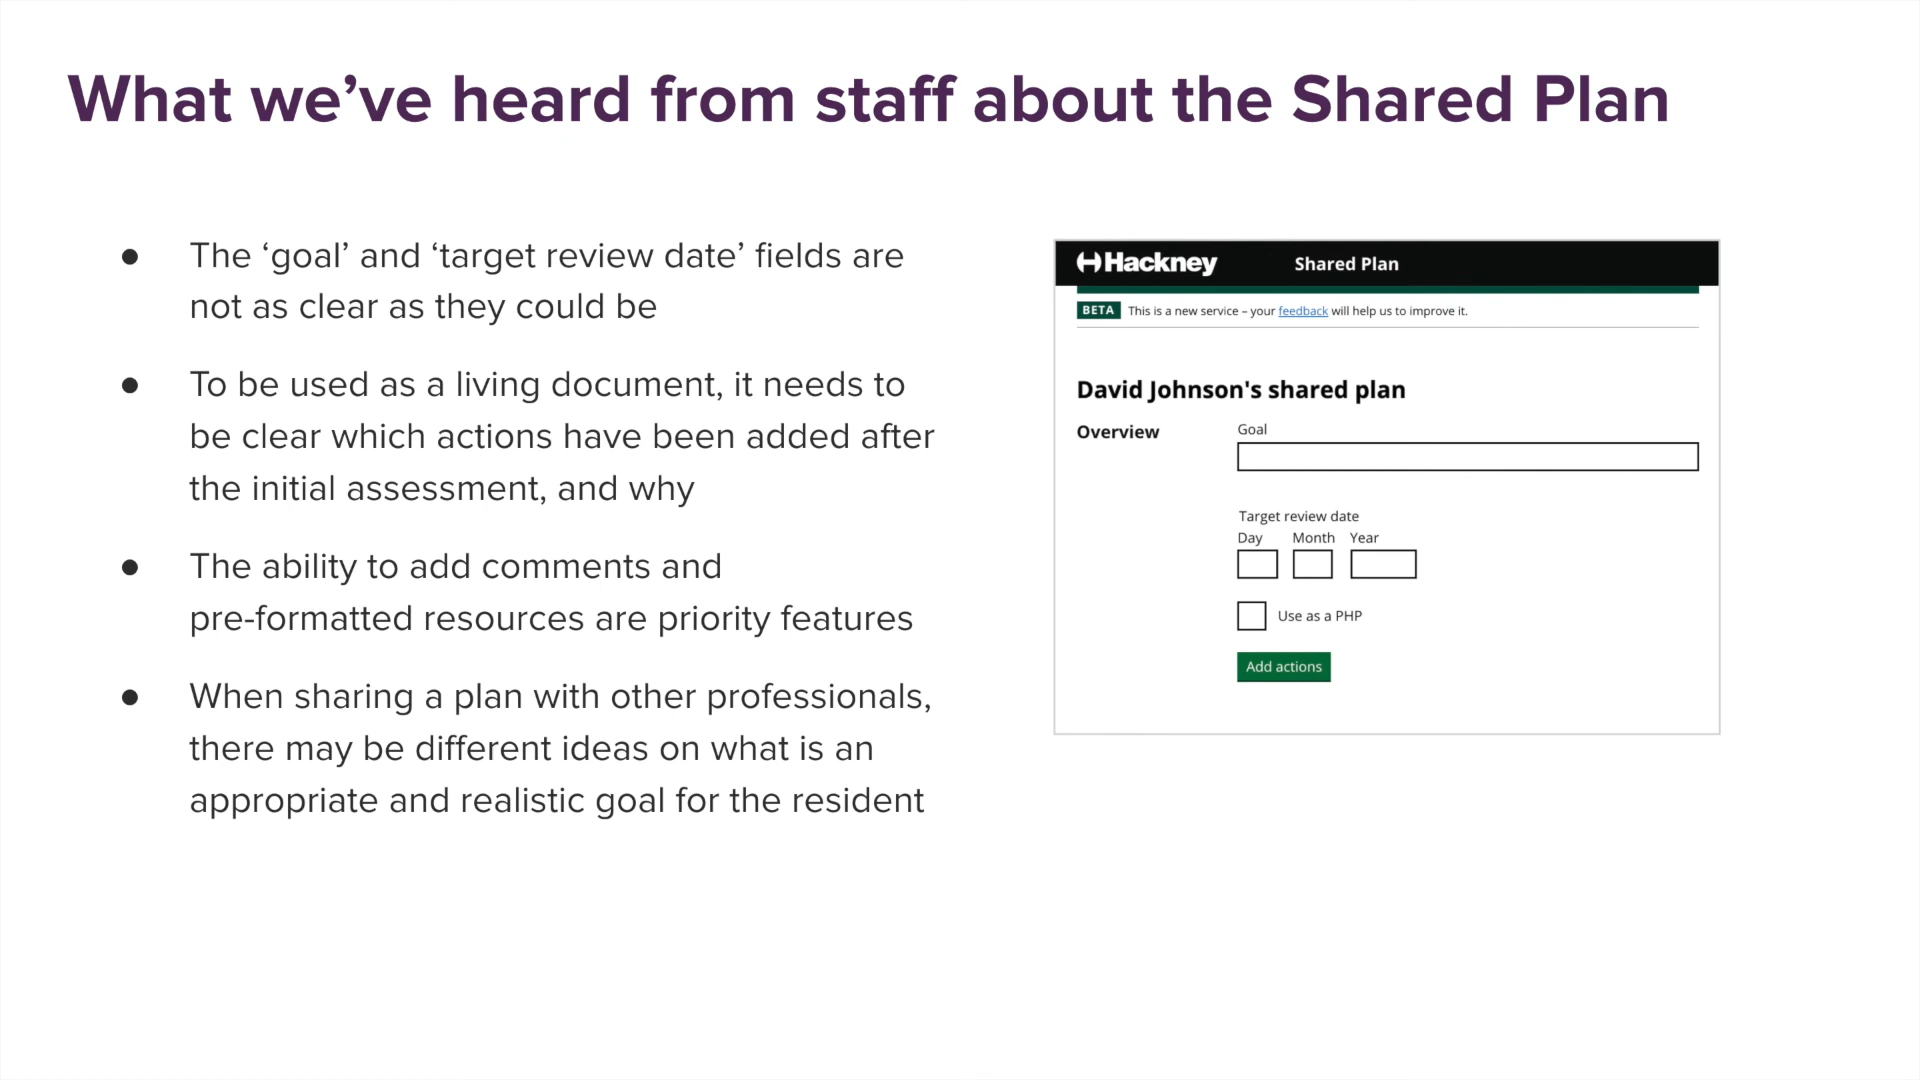 What we’ve heard from staff about the Shared Plan
● The ‘goal’ and ‘target review date’ fields are
not as clear as they could be
● To be used as a living document, it needs to
be clear which actions have been added after
the initial assessment, and why
● The ability to add comments and
pre-formatted resources are priority features
● When sharing a plan with other professionals,
there may be different ideas on what is an
appropriate and realistic goal for the resident
Hackney Shared Plan
BETA This is a new service – your feedback will help us to improve it.
David Johnson's shared plan
Overview Goal
Target review date
Day Month Year
Use as a PHP
Add actions